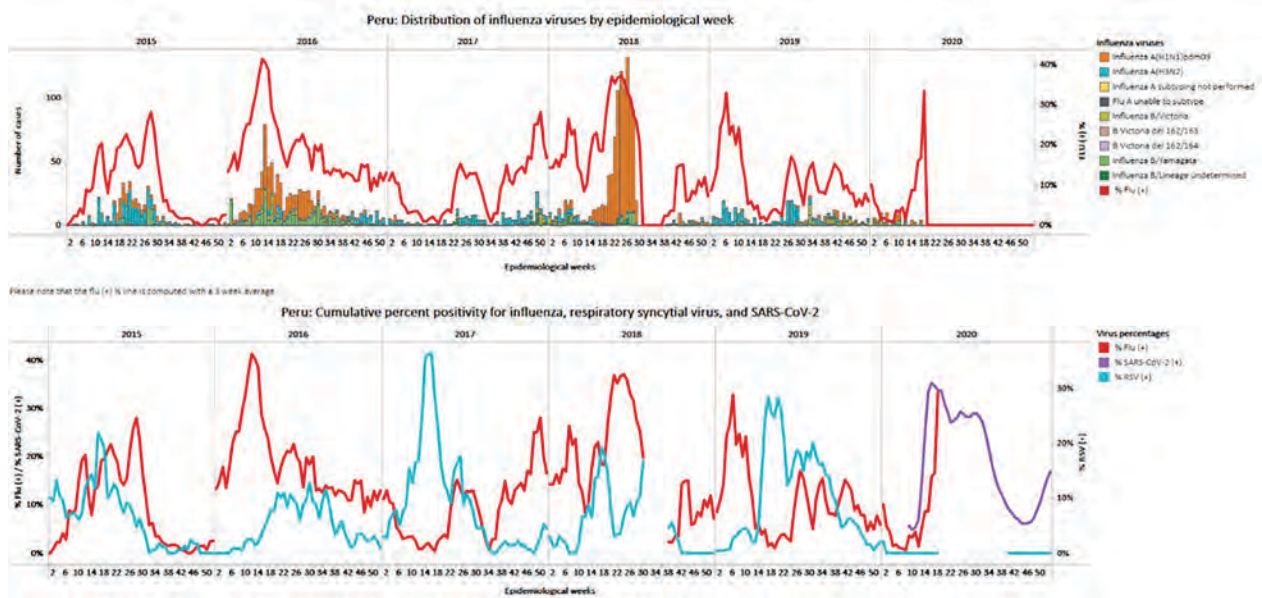 Peru: Distribution of influenza viruses by epidemiological week
2015 2016 2017 2018 2019 2020
Number of cases
100
50
0
40%
30%
20%
10%
0%
FLU (+) %
Influenza viruses
Influenza A(H1N1)pdm09
Influenza A(H3N2)
Influenza A subtyping not performed
Flu A unable to subtype
Influenza B/Victoria
B Victoria del 162/163
B Victoria del 162/164
Influenza B/Yamagata
Influenza B/Lineage undetermined
% Flu (+)
2 6 10 14 18 22 26 30 34 38 42 46 50 2 6 10 14 18 22 26 30 34 38 42 46 50 2 6 10 14 18 22 26 30 34 38 42 46 50 2 6 10 14 18 22 26 30 34 38 42 46 50 2 6 10 14 18 22 26 30 34 38 42 46 50 2 6 10 14 18 22 26 30 34 38 42 46 50
Epidemiological weeks
Please note that the flu (+) % line is computed with a 3 week average
Peru: Cumulative percent positivity for influenza, respiratory syncytial virus, and SARS-CoV-2
2015 2016 2017 2018 2019 2020
% Flu (+) / % SARS-CoV-2 (+)
40%
30%
20%
10%
0%
30%
20%
10%
0%
% RSV (+)
Virus percentages
% Flu (+)
% SARS-CoV-2 (+)
% RSV (+)
2 6 10 14 18 22 26 30 34 38 42 46 50 2 6 10 14 18 22 26 30 34 38 42 46 50 2 6 10 14 18 22 26 30 34 38 42 46 50 2 6 10 14 18 22 26 30 34 38 42 46 50 2 6 10 14 18 22 26 30 34 38 42 46 50 2 6 10 14 18 22 26 30 34 38 42 46 50
Epidemiological weeks